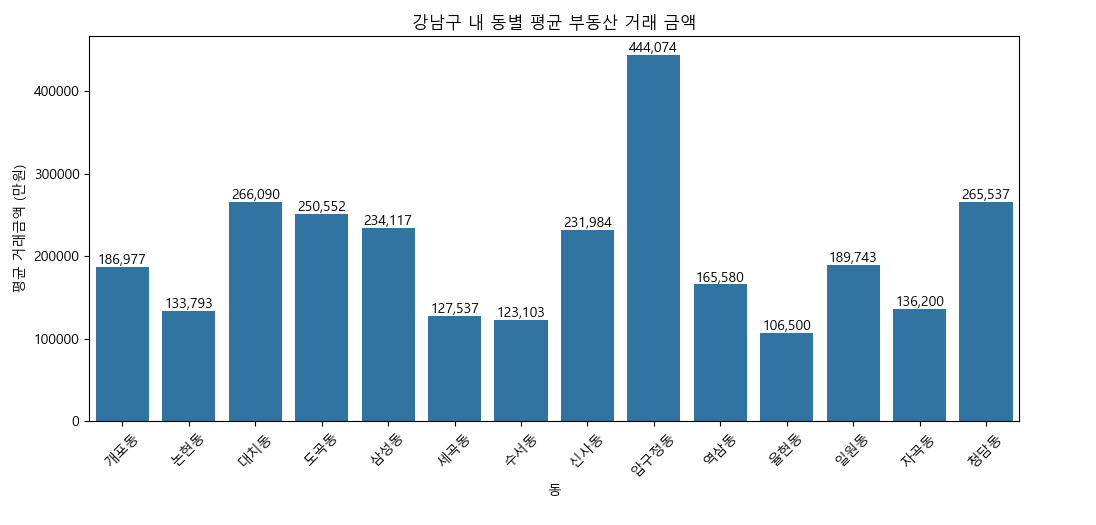 강남구 내 동별 평균 부동산 거래 금액
평균 거래금액 (만원)
400000
300000
200000
100000
0
186,977
133,793
266,090
250,552
234,117
127,537
123,103
231,984
444,074
165,580
106,500
189,743
136,200
265,537
개포동
논현동
대치동
도곡동
삼성동
세곡동
수서동
신사동
압구정동
역삼동
율현동
일원동
자곡동
청담동
동